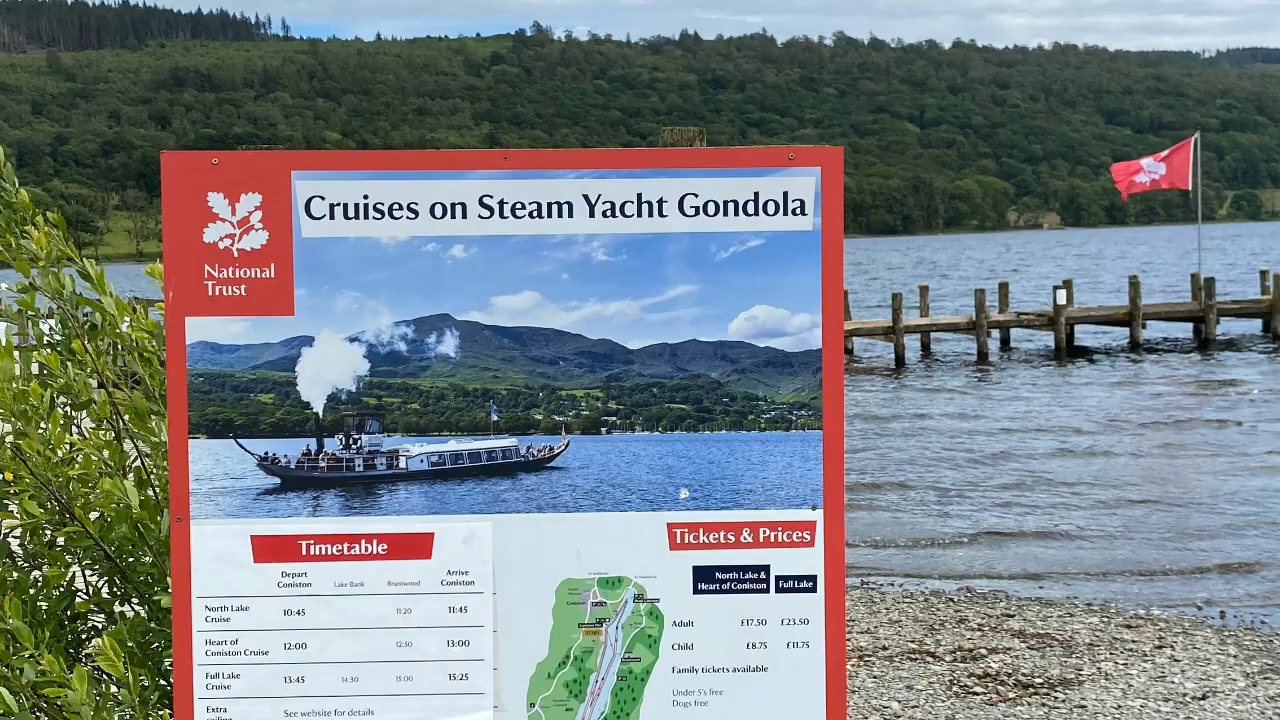 Cruises on Steam Yacht Gondola
National
Trust
Timetable
Depart
Coniston
Lake Bank
Brantwood
Arrive
Coniston
North Lake
Cruise
10:45
11:20
11:45
Heart of
Coniston Cruise
12:00
12:50
13:00
Full Lake
Cruise
13:45
14:30
15:00
15:25
Extra
sailing
See website for details
START
Tickets & Prices
North Lake &
Heart of Coniston
Full Lake
Adult
£17.50
£23.50
Child
£8.75
£11.75
Family tickets available
Under 5's free
Dogs free